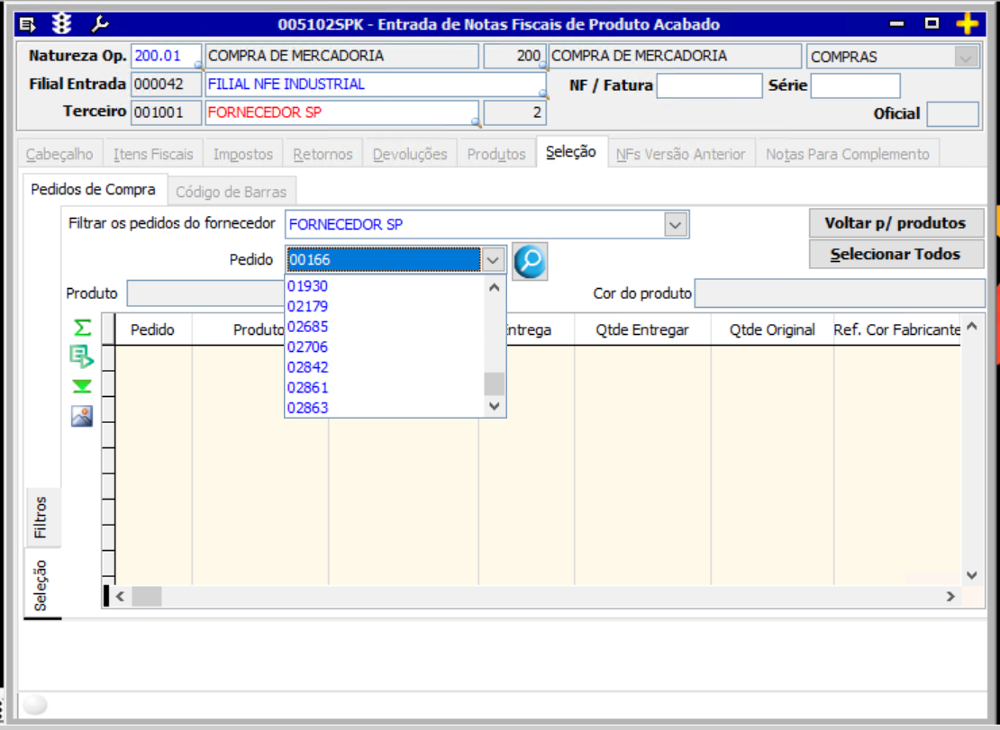 005102SPK - Entrada de Notas Fiscais de Produto Acabado
Natureza Op. 200.01 COMPRA DE MERCADORIA 200 COMPRA DE MERCADORIA COMPRAS
Filial Entrada 000042 FILIAL NFE INDUSTRIAL NF / Fatura Série
Terceiro 001001 FORNECEDOR SP 2 Oficial
Cabeçalho Itens Fiscais Impostos Retornos Devoluções Produtos Seleção NFs Versão Anterior Notas Para Complemento
Pedidos de Compra Código de Barras
Filtrar os pedidos do fornecedor FORNECEDOR SP Voltar p/ produtos
Pedido 00166 Selecionar Todos
01930
Produto Cor do produto
02179
02685
Pedido Produto ntrega Qtde Entregar Qtde Original Ref. Cor Fabricante
02706
02842
02861
02863
Filtros
Seleção